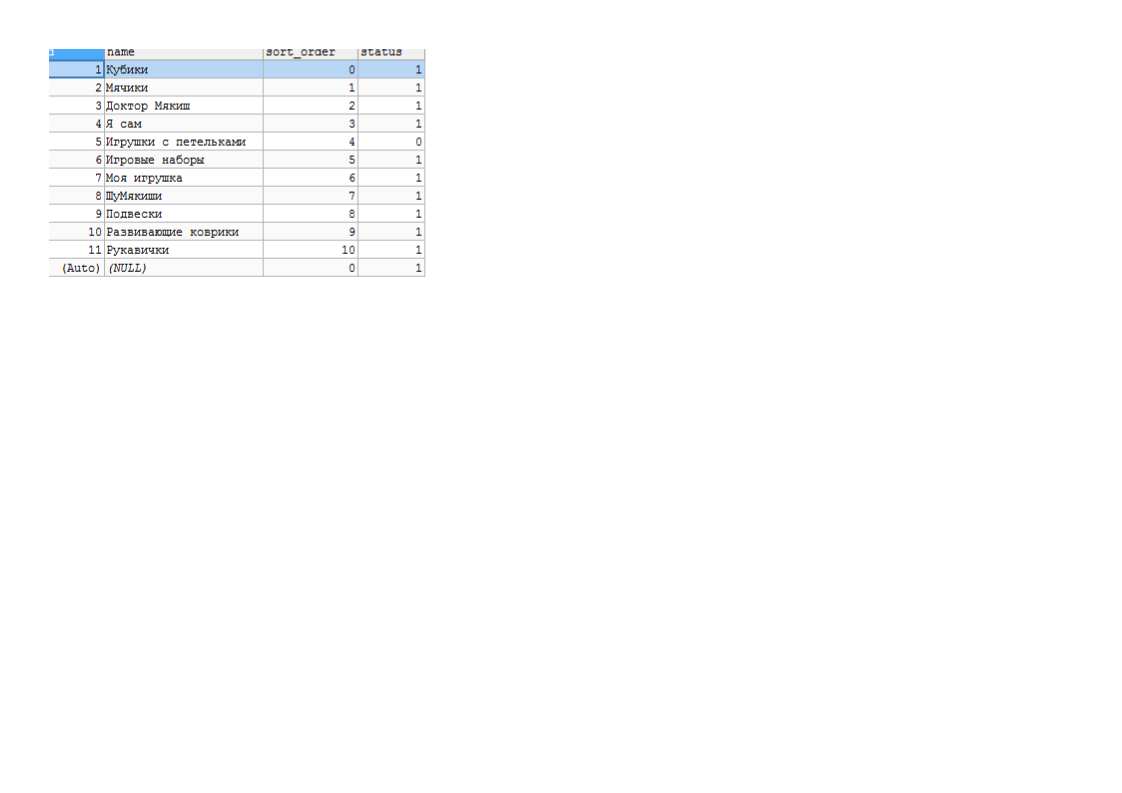 name sort_order status
1 Кубики 0 1
2 Мячики 1 1
3 Доктор Мякиш 2 1
4 Я сам 3 1
5 Игрушки с петельками 4 0
6 Игровые наборы 5 1
7 Моя игрушка 6 1
8 ШуМякиши 7 1
9 Подвески 8 1
10 Развивающие коврики 9 1
11 Рукавички 10 1
(Auto) (NULL) 0 1